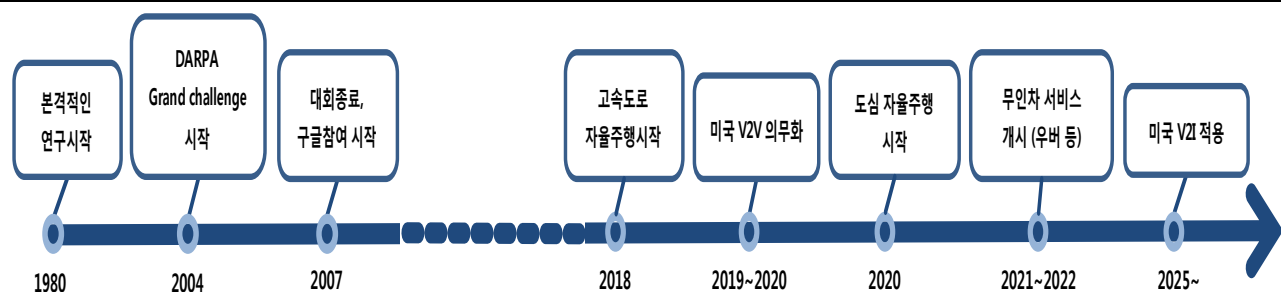 본격적인
연구시작
DARPA
Grand challenge
시작
대회종료,
구글참여 시작
고속도로
자율주행시작
미국 V2V 의무화
도심 자율주행
시작
무인차 서비스
개시 (우버 등)
미국 V2I 적용
1980
2004
2007
2018
2019~2020
2020
2021~2022
2025~